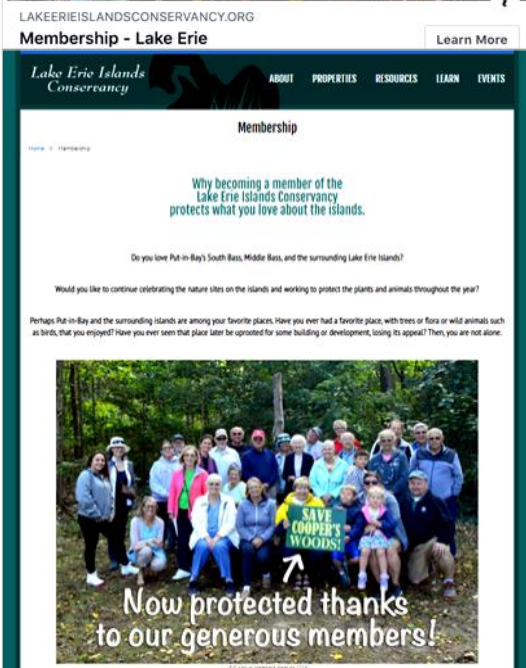 LAKEERIEISLANDSCONSERVANCY.ORG
Membership - Lake Erie
Learn More
Lake Erie Islands
Conservancy
ABOUT PROPERTIES RESOURCES LEARN EVENTS
Membership
Home Membership
Why becoming a member of the
Lake Erie Islands Conservancy
protects what you love about the islands.
Do you love Put-in-Bay's South Bass, Middle Bass, and the surrounding Lake Erie Islands?
Would you like to continue celebrating the nature sites on the islands and working to protect the plants and animals throughout the year?
Perhaps Put-in-Bay and the surrounding islands are among your favorite places. Have you ever had a favorite place, with trees or flora or wild animals such
as birds, that you enjoyed? Have you ever seen that place later be uprooted for some building or development, losing its appeal? Then, you are not alone.
SAVE
COOPER'S
WOODS!
Now protected thanks
to our generous members!